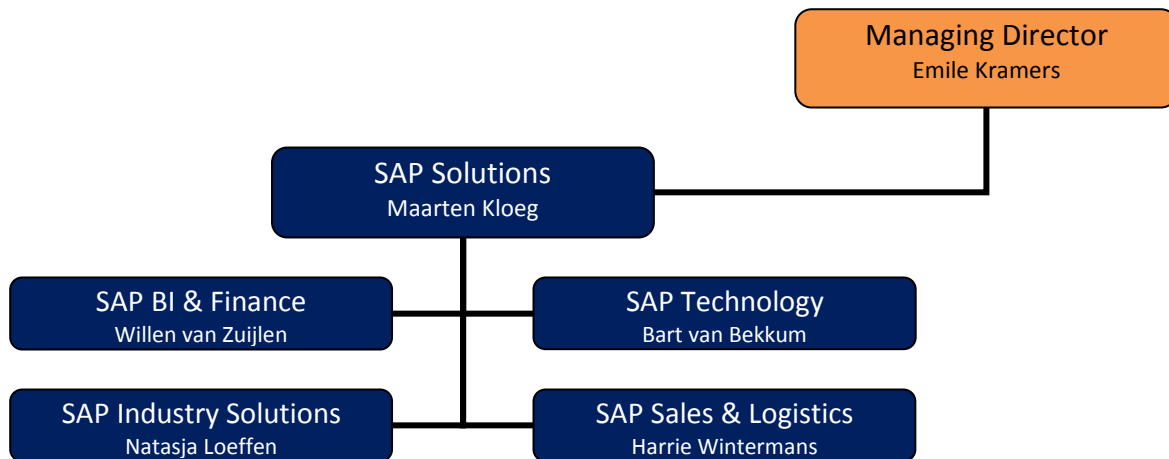 Managing Director
Emile Kramers
SAP Solutions
Maarten Kloeg
SAP BI & Finance
Willen van Zuijlen
SAP Technology
Bart van Bekkum
SAP Industry Solutions
Natasja Loeffen
SAP Sales & Logistics
Harrie Wintermans